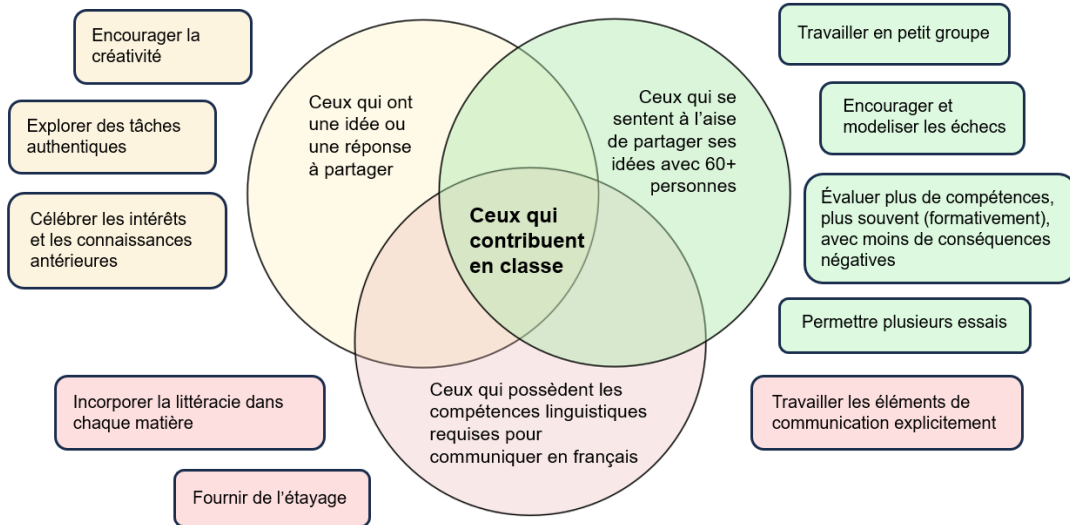 Encourager la
créativité
Explorer des tâches
authentiques
Célébrer les intérêts
et les connaissances
antérieures
Ceux qui ont
une idée ou
une réponse
à partager
Ceux qui se
sentent à l'aise
de partager ses
idées avec 60+
personnes
Ceux qui
contribuent
en classe
Travailler en petit groupe
Encourager et
modeliser les échecs
Évaluer plus de compétences,
plus souvent (formativement),
avec moins de conséquences
négatives
Permettre plusieurs essais
Incorporer la littéracie dans
chaque matière
Fournir de l'étayage
Ceux qui possèdent les
compétences linguistiques
requises pour
communiquer en français
Travailler les éléments de
communication explicitement